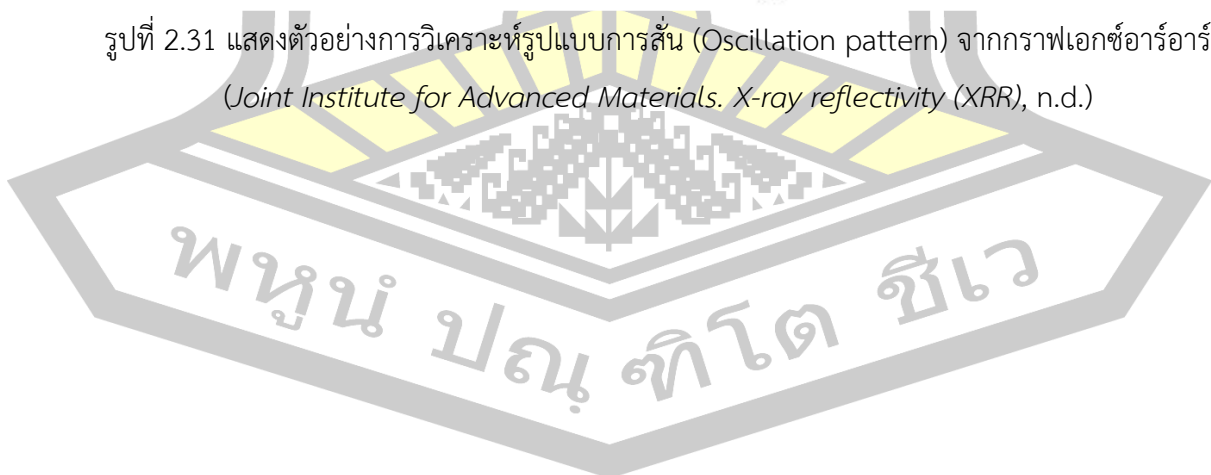 รูปที่ 2.31 แสดงตัวอย่างการวิเคราะห์รูปแบบการสั่น (Oscillation pattern) จากกราฟเอกซ์อาร์อาร์
(Joint Institute for Advanced Materials. X-ray reflectivity (XRR), n.d.)
พหูนํ ปณฺฑิโต ชีเว